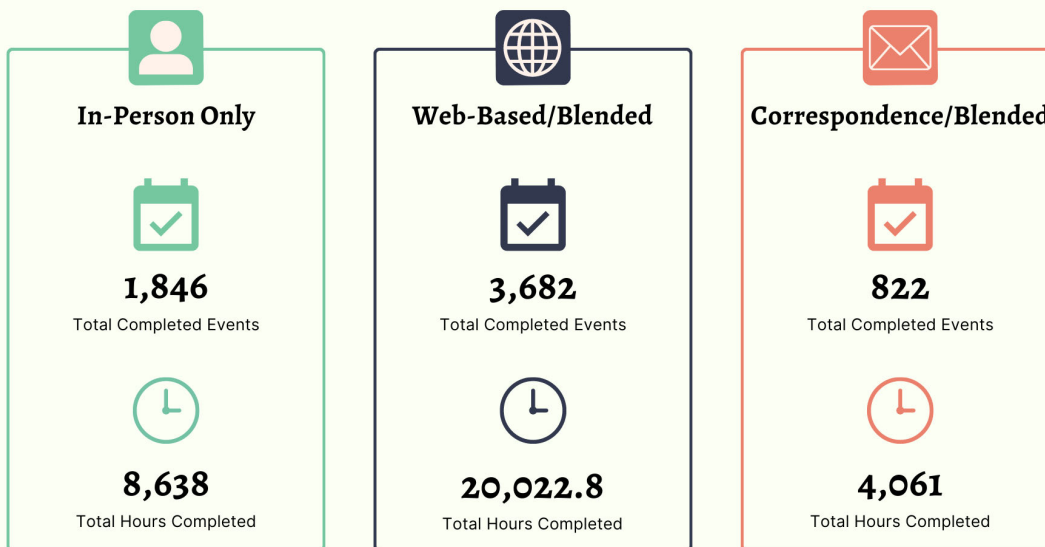 In-Person Only
1,846
Total Completed Events
8,638
Total Hours Completed
Web-Based/Blended
3,682
Total Completed Events
20,022.8
Total Hours Completed
Correspondence/Blended
822
Total Completed Events
4,061
Total Hours Completed